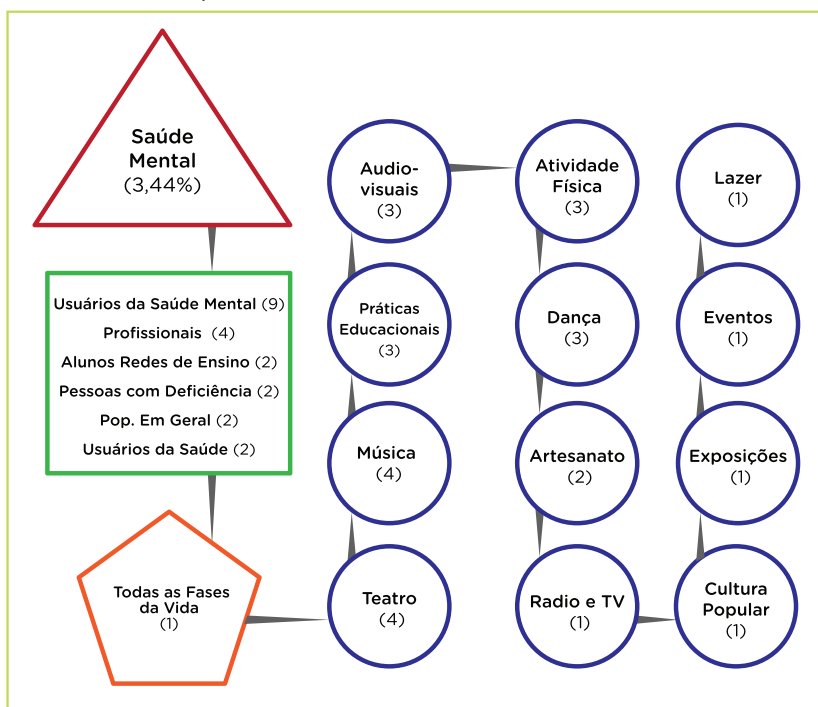 Saúde
Mental
(3,44%)
Usuários da Saúde Mental (9)
Profissionais (4)
Alunos Redes de Ensino (2)
Pessoas com Deficiência (2)
Pop. Em Geral (2)
Usuários da Saúde (2)
Todas as Fases
da Vida
(1)
Teatro
(4)
Música
(4)
Práticas
Educacionais
(3)
Audio-
visuais
(3)
Atividade
Física
(3)
Dança
(3)
Artesanato
(2)
Radio e TV
(1)
Cultura
Popular
(1)
Exposições
(1)
Eventos
(1)
Lazer
(1)